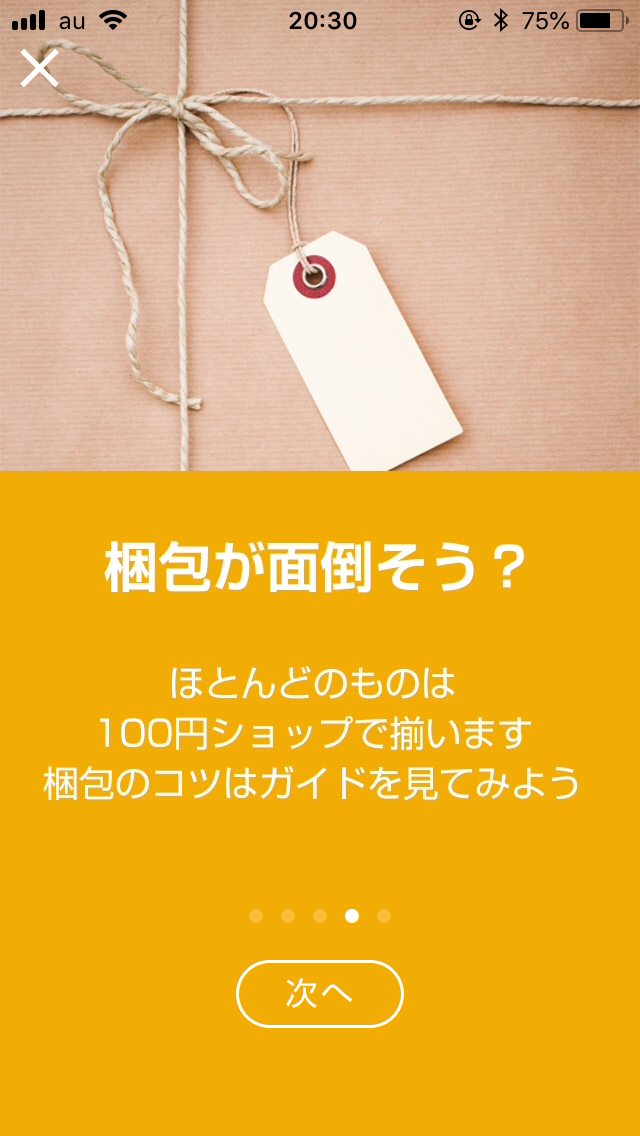 au 20:30 75%
梱包が面倒そう？
ほとんどのものは
100円ショップで揃います
梱包のコツはガイドを見てみよう
次へ